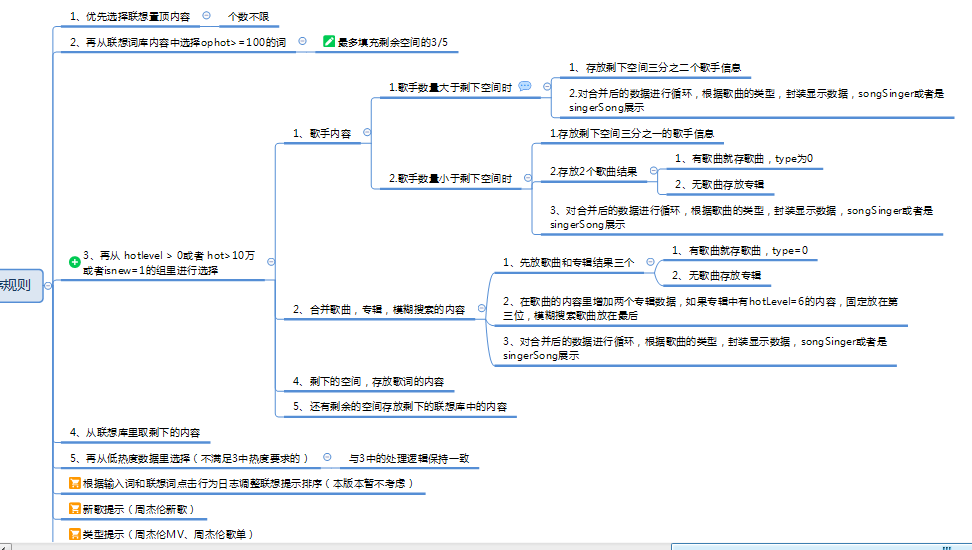 1、优先选择联想置顶内容
个数不限
2、再从联想词库内容中选择ophot>=100的词
最多填充剩余空间的3/5
序规则
3、再从 hotlevel > 0或者 hot>10万
或者isnew=1的组里进行选择
1、歌手内容
1.歌手数量大于剩下空间时
1、存放剩下空间三分之二个歌手信息
2.对合并后的数据进行循环，根据歌曲的类型，封装显示数据，songSinger或者是
singerSong展示
2.歌手数量小于剩下空间时
1.存放剩下空间三分之一的歌手信息
2.存放2个歌曲结果
1、有歌曲就存歌曲，type为0
2、无歌曲存放专辑
3、对合并后的数据进行循环，根据歌曲的类型，封装显示数据，songSinger或者是
singerSong展示
2、合并歌曲，专辑，模糊搜索的内容
1、先放歌曲和专辑结果三个
1、有歌曲就存歌曲，type=0
2、无歌曲存放专辑
2、在歌曲的内容里增加两个专辑数据，如果专辑中有hotLevel=6的内容，固定放在第
三位，模糊搜索歌曲放在最后
3、对合并后的数据进行循环，根据歌曲的类型，封装显示数据，songSinger或者是
singerSong展示
4、剩下的空间，存放歌词的内容
5、还有剩余的空间存放剩下的联想库中的内容
4、从联想库里取剩下的内容
5、再从低热度数据里选择（不满足3中热度要求的）
与3中的处理逻辑保持一致
根据输入词和联想词点击行为日志调整联想提示排序（本版本暂不考虑）
新歌提示（周杰伦新歌）
类型提示（周杰伦MV、周杰伦歌单）